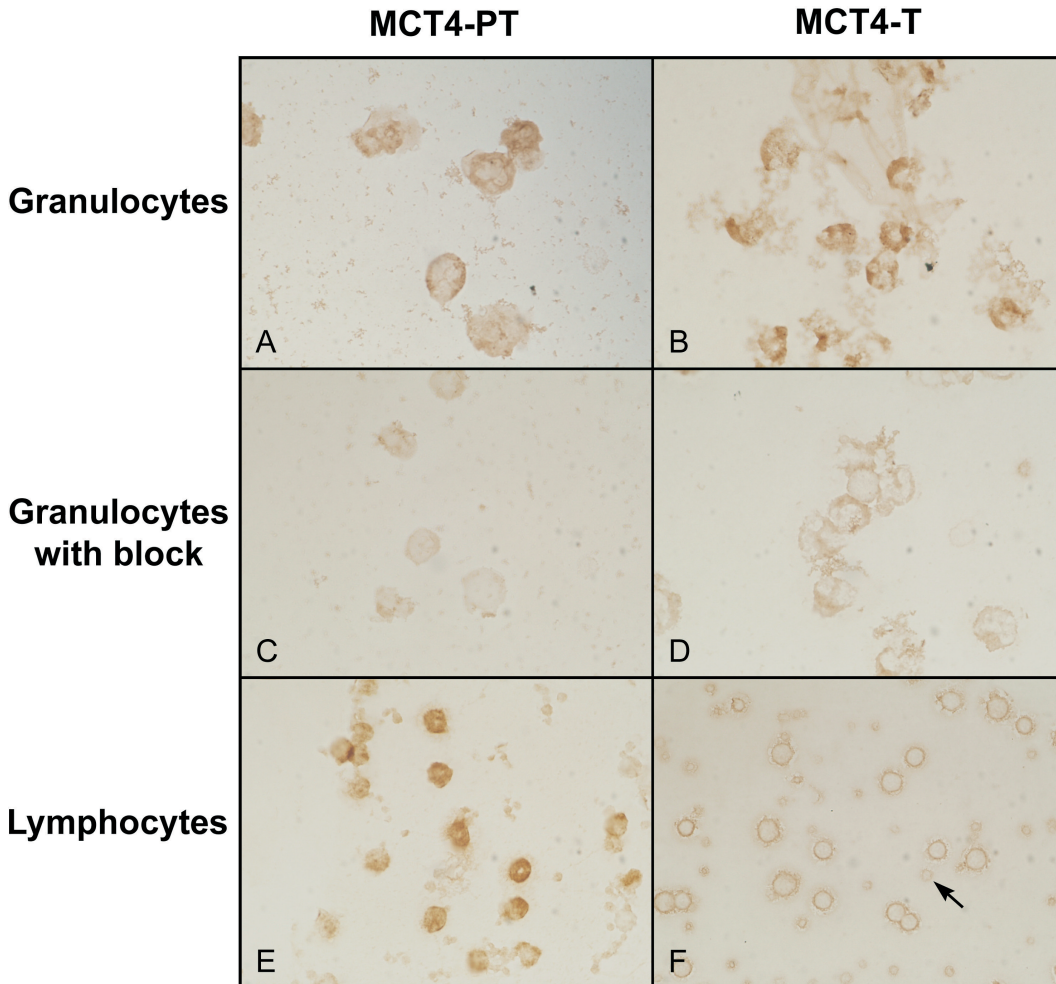 MCT4-PT
MCT4-T
Granulocytes
A
B
Granulocytes
with block
C
D
Lymphocytes
E
F